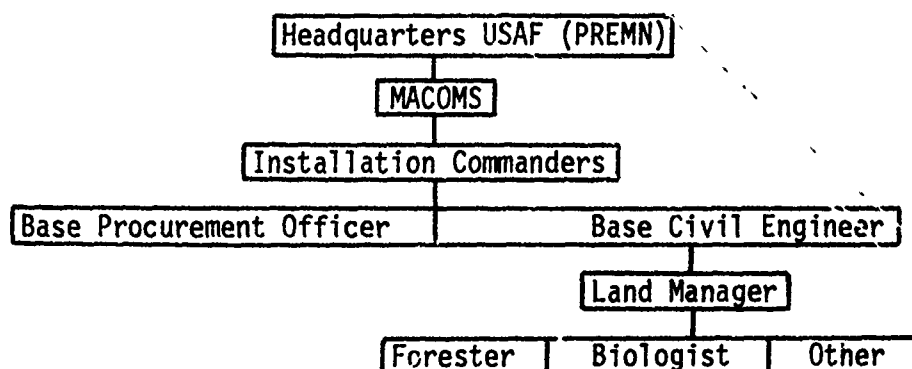 Headquarters USAF (PREMN)
MACOMS
Installation Commanders
Base Procurement Officer Base Civil Engineer
Land Manager
Forester Biologist Other